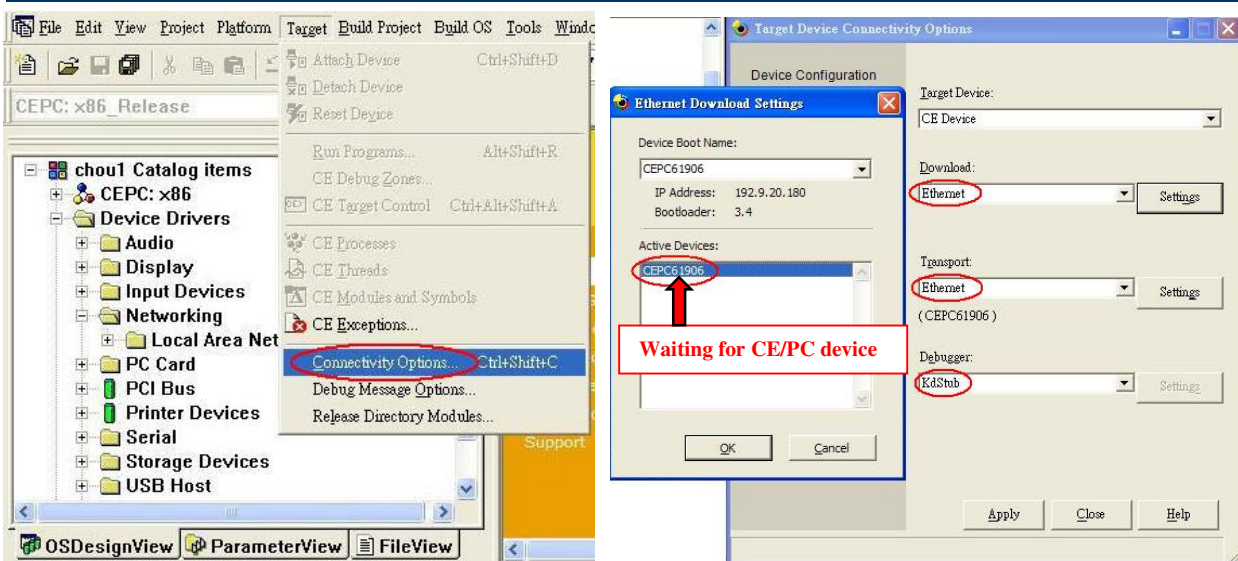 File Edit View Project Platform Target Build Project Build OS Tools
CEPC: x86_Release
Attach Device Ctrl+Shift+D
Detach Device
Reset Device
Run Programs... Alt+Shift+R
CE Debug Zones...
CE Target Control Ctrl+Alt+Shift+A
CE Processes
CE Threads
CE Modules and Symbols
CE Exceptions...
Connectivity Options... Ctrl+Shift+C
Debug Message Options...
Release Directory Modules...
chou1 Catalog items
CEPC: x86
Device Drivers
Audio
Display
Input Devices
Networking
Local Area Net
PC Card
PCI Bus
Printer Devices
Serial
Storage Devices
USB Host
Support
OSDesignView ParameterView FileView
Target Device Connectivity Options
Device Configuration
Target Device:
CE Device
Download:
Ethernet Settings
Transport:
Ethernet Settings
( CEPC61906 )
Debugger:
KdStub Settings
Apply Close Help
Ethernet Download Settings
Device Boot Name:
CEPC61906
IP Address: 192.9.20.180
Bootloader: 3.4
Active Devices:
CEPC61906
Waiting for CE/PC device
OK Cancel